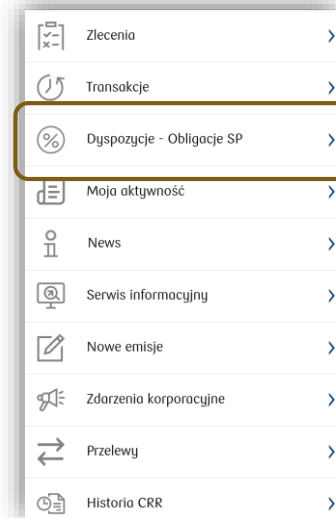 Zlecenia
Transakcje
Dyspozycje - Obligacje SP
Moja aktywność
News
Serwis informacyjny
Nowe emisje
Zdarzenia korporacyjne
Przelewy
Historia CRR